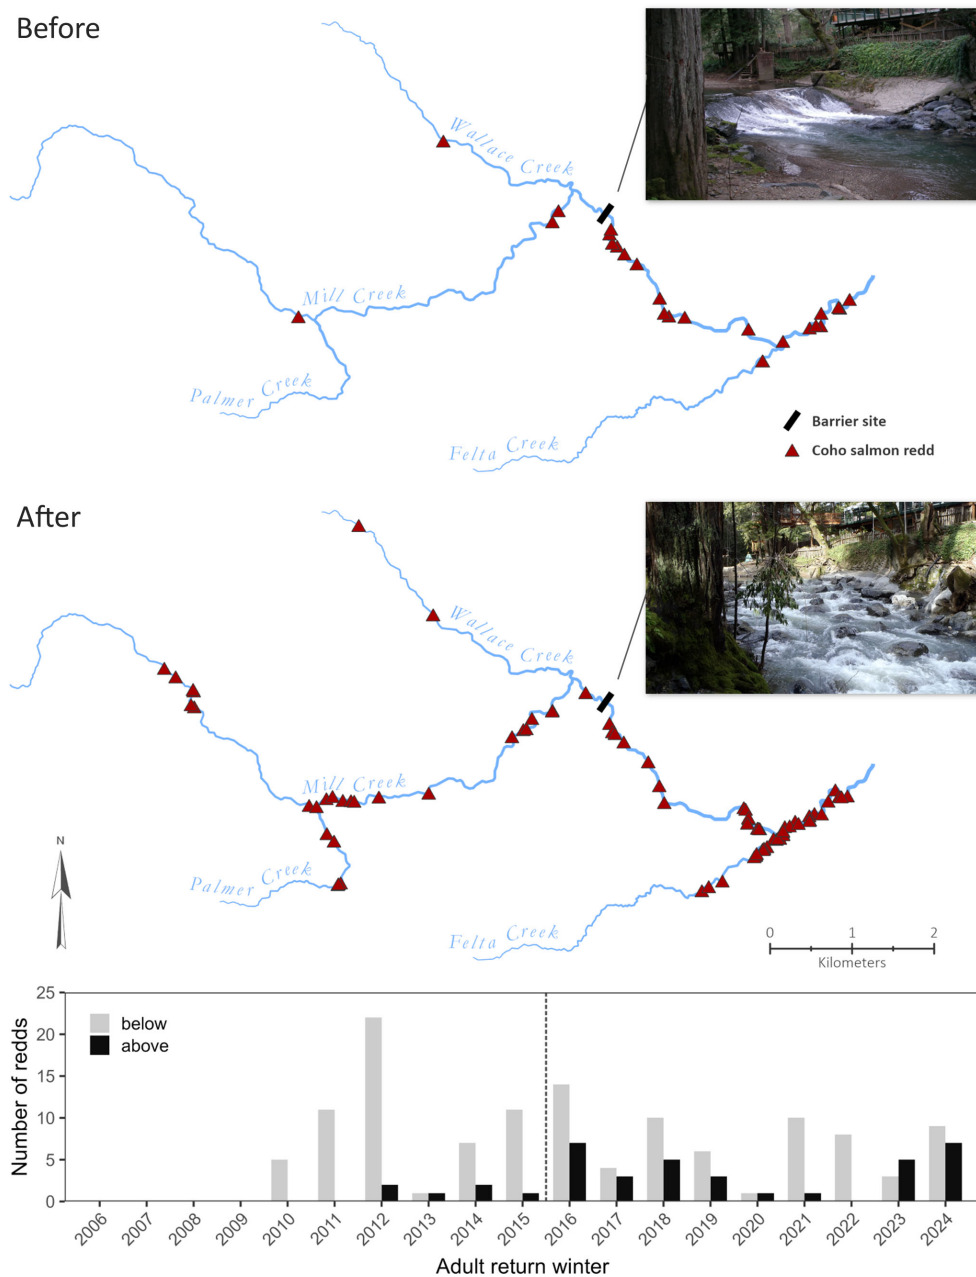 Before
Wallace Creek
Mill Creek
Palmer Creek
Felta Creek
Barrier site
Coho salmon redd
After
Wallace Creek
Mill Creek
Palmer Creek
Felta Creek
N
0 1 2
Kilometers
25
20
15
10
5
0
Number of redds
below
above
2006 2007 2008 2009 2010 2011 2012 2013 2014 2015 2016 2017 2018 2019 2020 2021 2022 2023 2024
Adult return winter